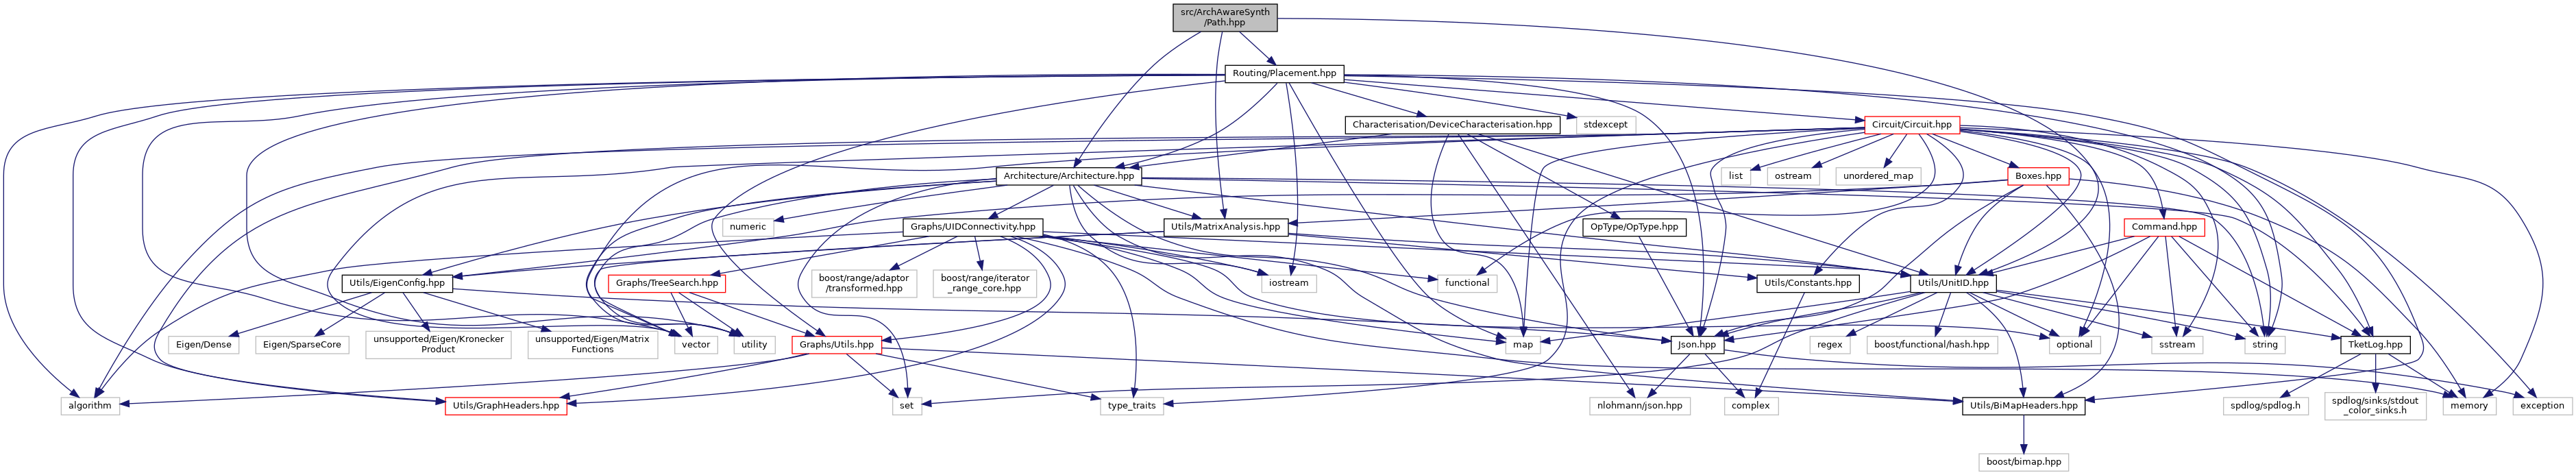 src/ArchAwareSynth
/Path.hpp
Routing/Placement.hpp
Characterisation/DeviceCharacterisation.hpp
stdexcept
Circuit/Circuit.hpp
Architecture/Architecture.hpp
list
ostream
unordered_map
Boxes.hpp
numeric
Graphs/UIDConnectivity.hpp
Utils/MatrixAnalysis.hpp
OpType/OpType.hpp
Command.hpp
Utils/EigenConfig.hpp
Graphs/TreeSearch.hpp
boost/range/adaptor
/transformed.hpp
boost/range/iterator
_range_core.hpp
iostream
functional
Utils/Constants.hpp
Utils/UnitID.hpp
Eigen/Dense
Eigen/SparseCore
unsupported/Eigen/Kronecker
Product
unsupported/Eigen/Matrix
Functions
vector
utility
Graphs/Utils.hpp
map
Json.hpp
regex
boost/functional/hash.hpp
optional
sstream
string
TketLog.hpp
algorithm
Utils/GraphHeaders.hpp
set
type_traits
nlohmann/json.hpp
complex
Utils/BiMapHeaders.hpp
spdlog/spdlog.h
spdlog/sinks/stdout
_color_sinks.h
memory
exception
boost/bimap.hpp